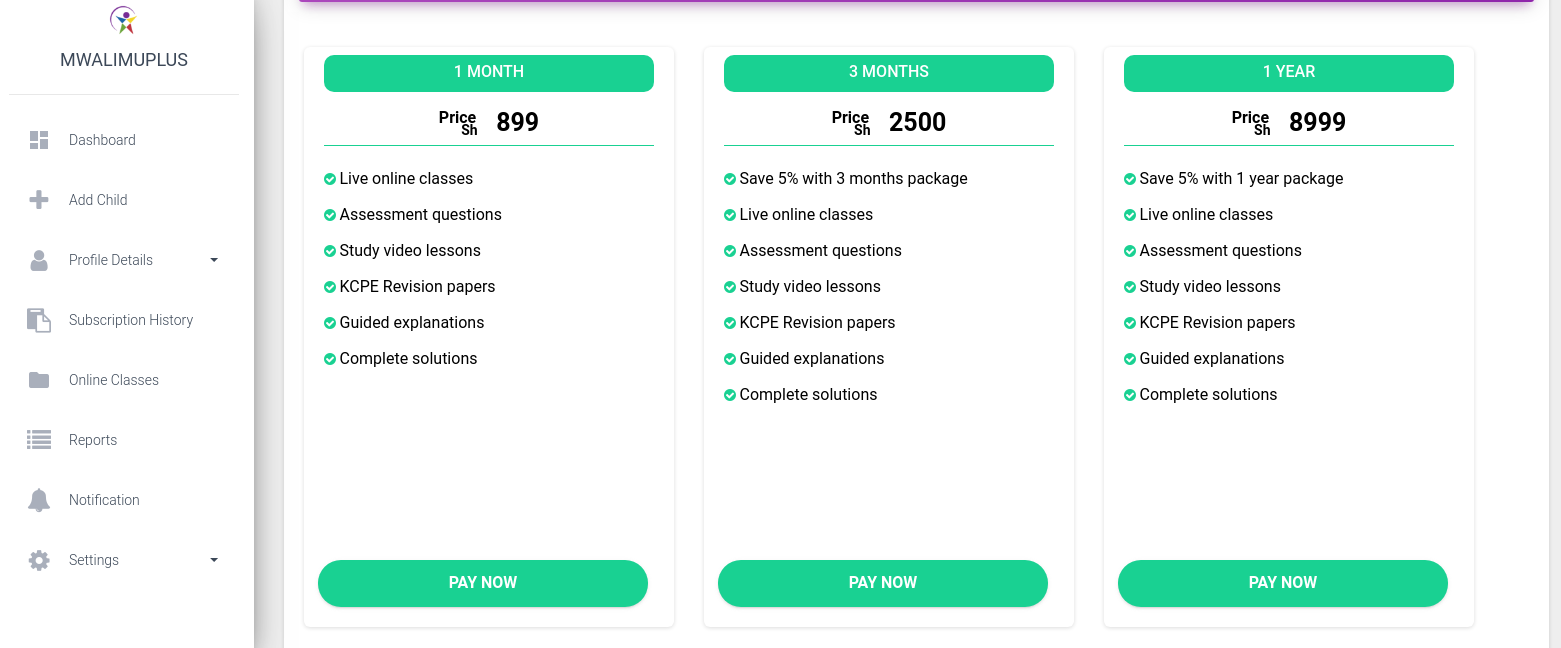 MWALIMUPLUS
Dashboard
Add Child
Profile Details
Subscription History
Online Classes
Reports
Notification
Settings
1 MONTH
Price
Sh 899
Live online classes
Assessment questions
Study video lessons
KCPE Revision papers
Guided explanations
Complete solutions
PAY NOW
3 MONTHS
Price
Sh 2500
Save 5% with 3 months package
Live online classes
Assessment questions
Study video lessons
KCPE Revision papers
Guided explanations
Complete solutions
PAY NOW
1 YEAR
Price
Sh 8999
Save 5% with 1 year package
Live online classes
Assessment questions
Study video lessons
KCPE Revision papers
Guided explanations
Complete solutions
PAY NOW